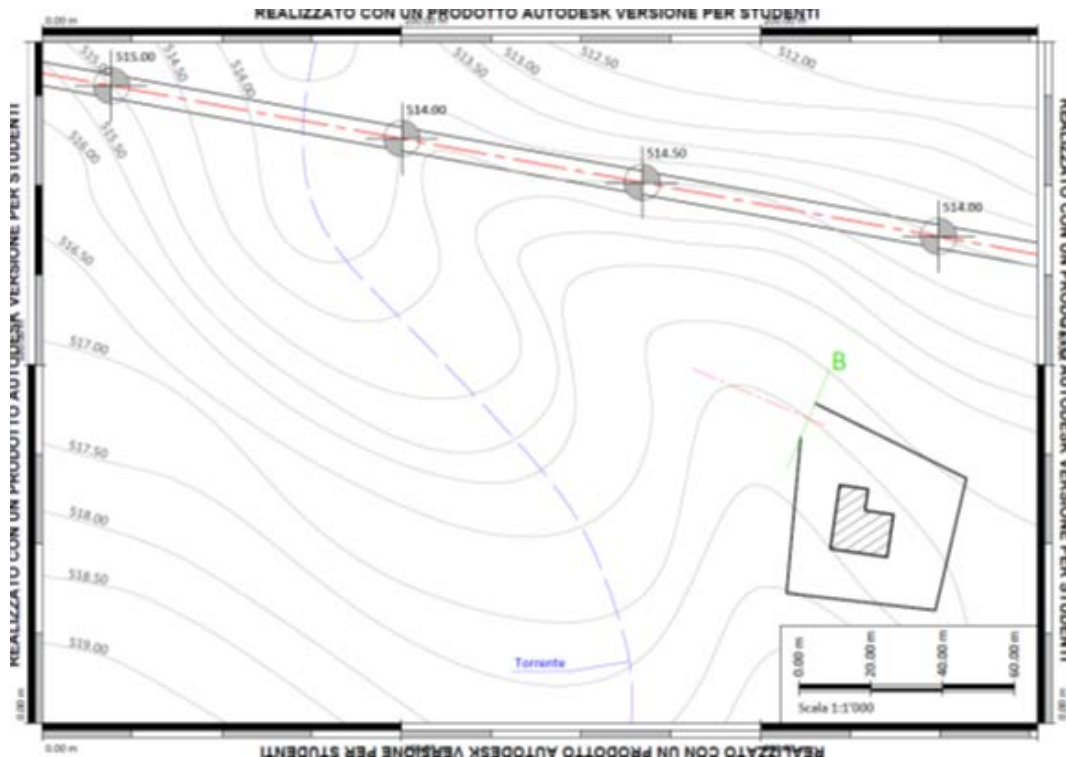 REALIZZATO CON UN PRODOTTO AUTODESK VERSIONE PER STUDENTI
0.00 m
515.00
515.00
514.50
514.00
513.50
513.00
512.50
512.00
515.50
516.00
514.00
514.50
514.00
516.50
517.00
517.50
518.00
518.50
519.00
B
Torrente
0.00 m
20.00 m
40.00 m
60.00 m
Scala 1:1'000
0.00 m
0.00 m
REALIZZATO CON UN PRODOTTO AUTODESK VERSIONE PER STUDENTI
REALIZZATO CON UN PRODOTTO AUTODESK VERSIONE PER STUDENTI
REALIZZATO CON UN PRODOTTO AUTODESK VERSIONE PER STUDENTI